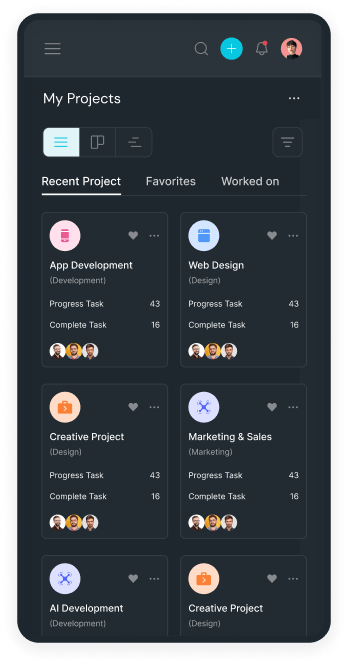 My Projects
Recent Project Favorites Worked on
App Development
(Development)
Progress Task 43
Complete Task 16
Web Design
(Design)
Progress Task 43
Complete Task 16
Creative Project
(Design)
Progress Task 43
Complete Task 16
Marketing & Sales
(Marketing)
Progress Task 43
Complete Task 16
AI Development
(Development)
Creative Project
(Design)